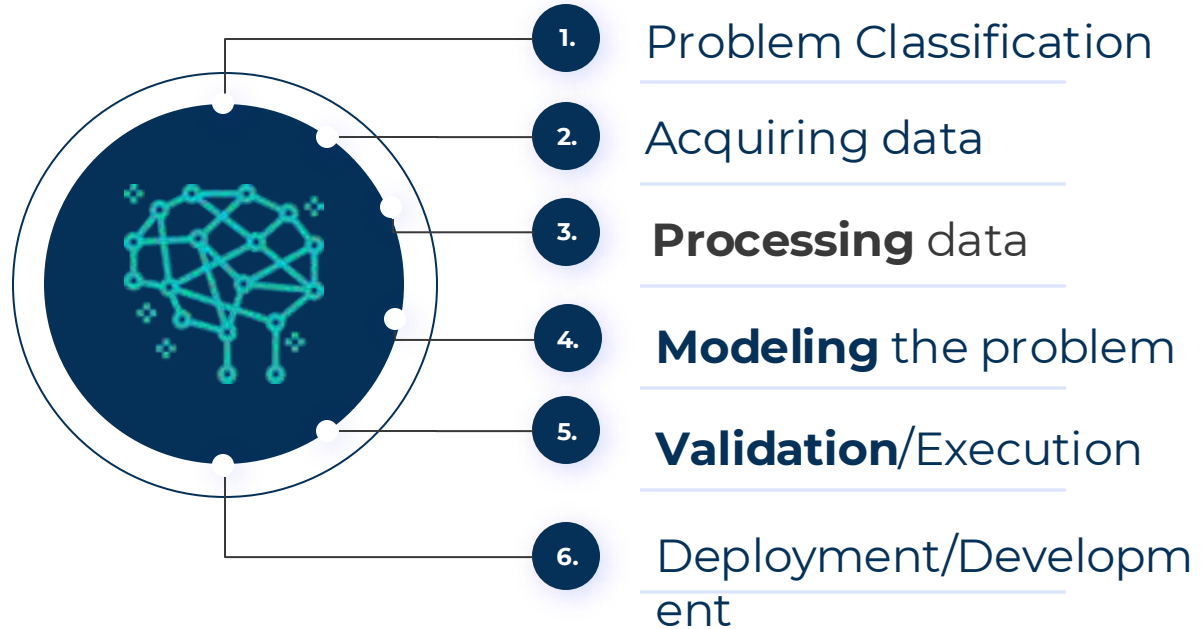 1. Problem Classification
2. Acquiring data
3. Processing data
4. Modeling the problem
5. Validation/Execution
6. Deployment/Developm
ent